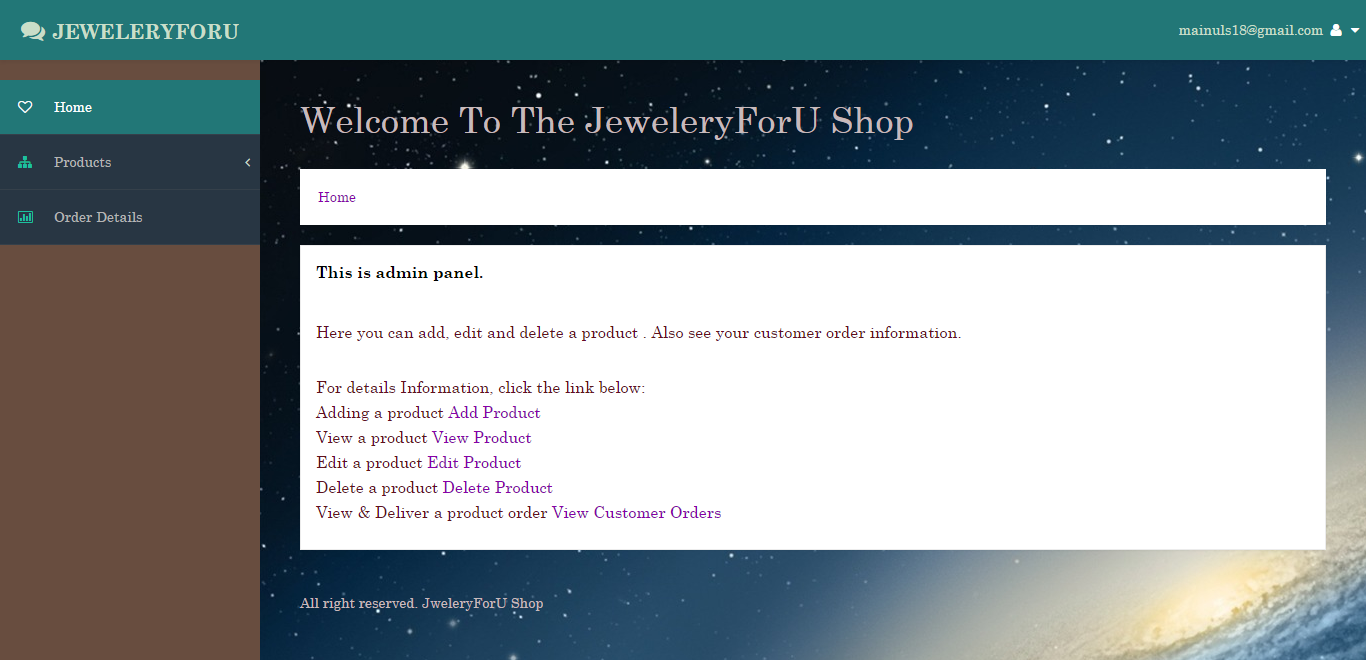 JEWELERYFORU
mainuls18@gmail.com
Home
Products
Order Details
Welcome To The JeweleryForU Shop
Home
This is admin panel.
Here you can add, edit and delete a product . Also see your customer order information.
For details Information, click the link below:
Adding a product Add Product
View a product View Product
Edit a product Edit Product
Delete a product Delete Product
View & Deliver a product order View Customer Orders
All right reserved. JweleryForU Shop